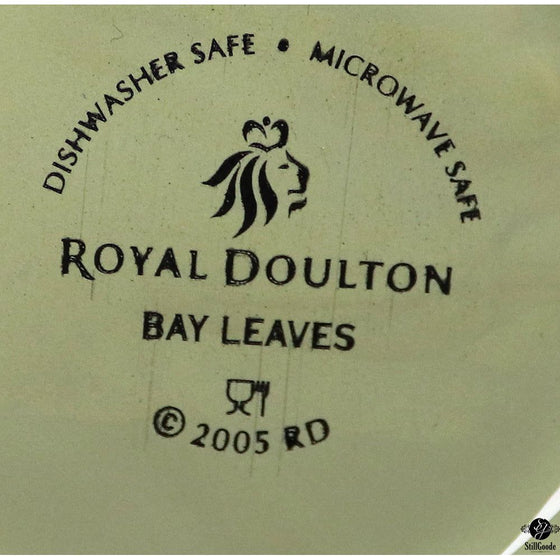 DISHWASHER SAFE • MICROWAVE SAFE
ROYAL DOULTON
BAY LEAVES
© 2005 RD
StillGoode